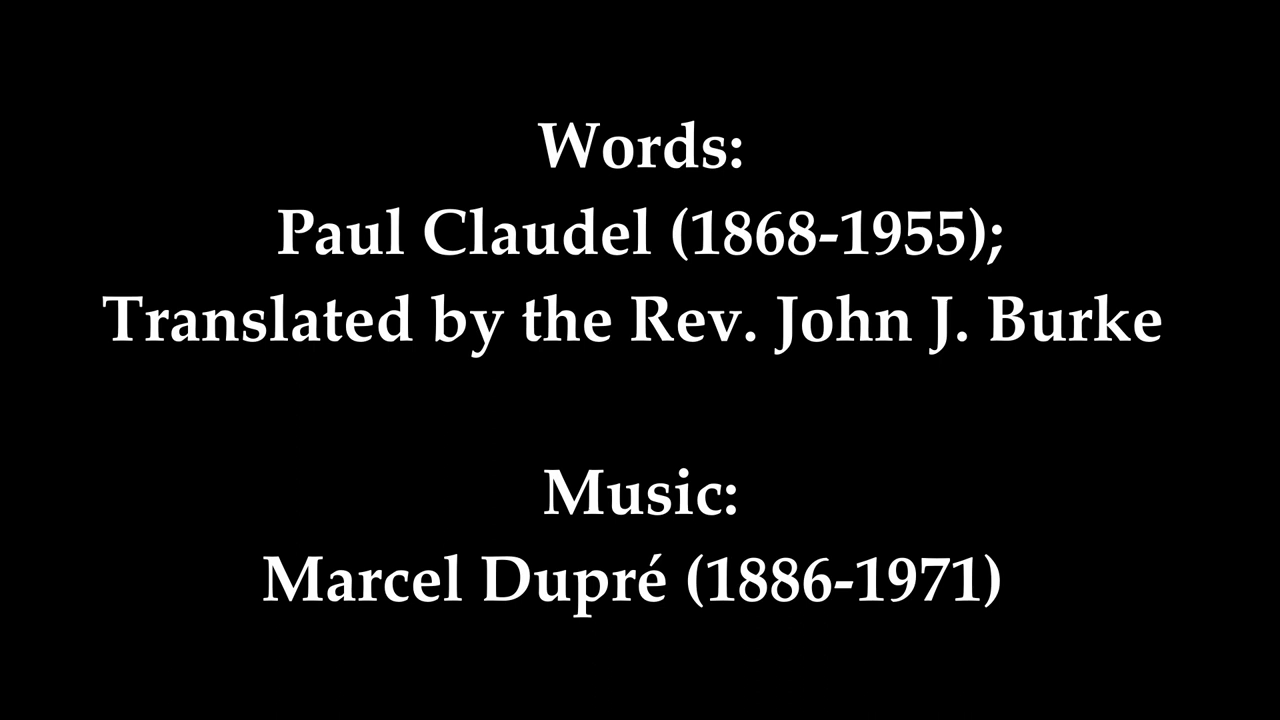 Words:
Paul Claudel (1868-1955);
Translated by the Rev. John J. Burke
Music:
Marcel Dupré (1886-1971)